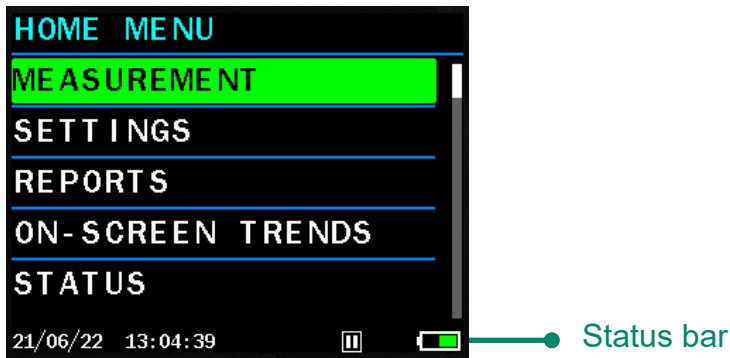 HOME MENU
MEASUREMENT
SETTINGS
REPORTS
ON-SCREEN TRENDS
STATUS
21/06/22 13:04:39
Status bar